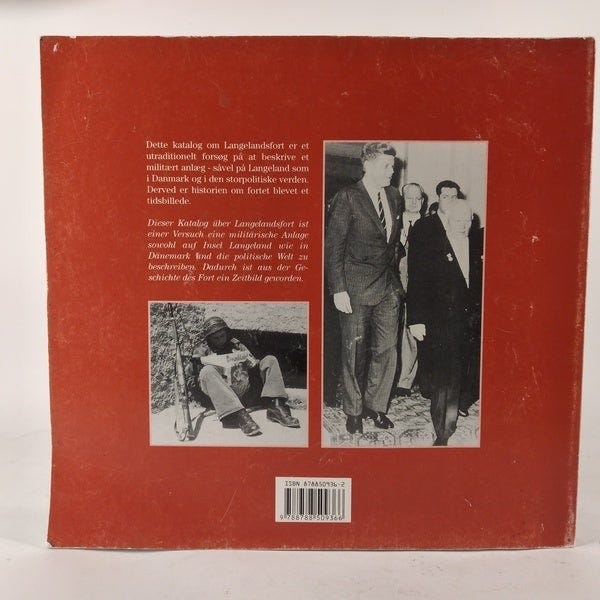 Dette katalog om Langelandsfort er et
utraditionelt forsøg på at beskrive et
militært anlæg - såvel på Langeland som
i Danmark og i den storpolitiske verden.
Derved er historien om fortet blevet et
tidsbillede.
Dieser Katalog über Langelandsfort ist
einer Versuch eine militärische Anlage
sowohl auf Insel Langeland wie in
Dänemark und die politische Welt zu
beschreiben. Dadurch ist aus der Ge-
schichte des Fort ein Zeitbild geworden.
ISBN 878850936-2
9788788509366